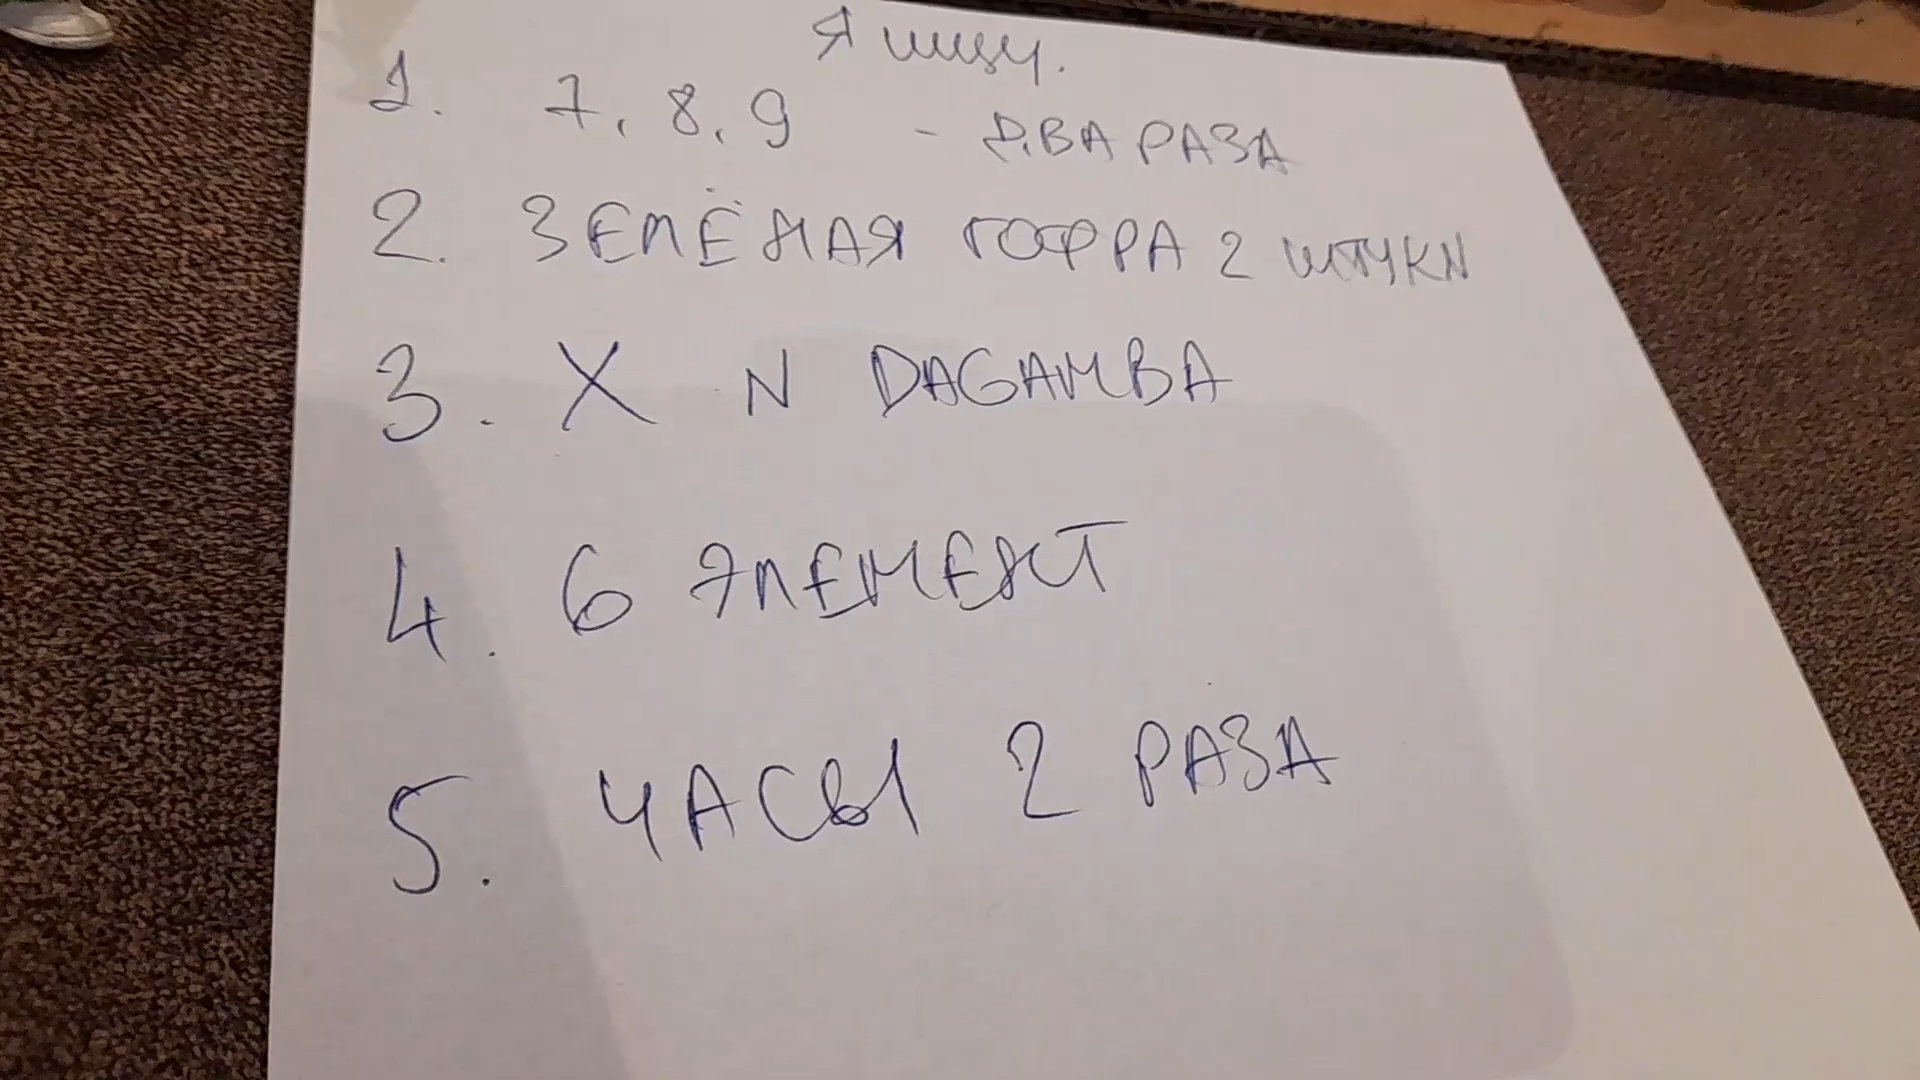 Я ищу.
1. 7, 8, 9 - ДВА РАЗА
2. ЗЕЛЁНАЯ ГОФРА 2 ШТУКИ
3. X И DAGAMBA
4. 6 ЭЛЕМЕНТ
5. ЧАСЫ 2 РАЗА